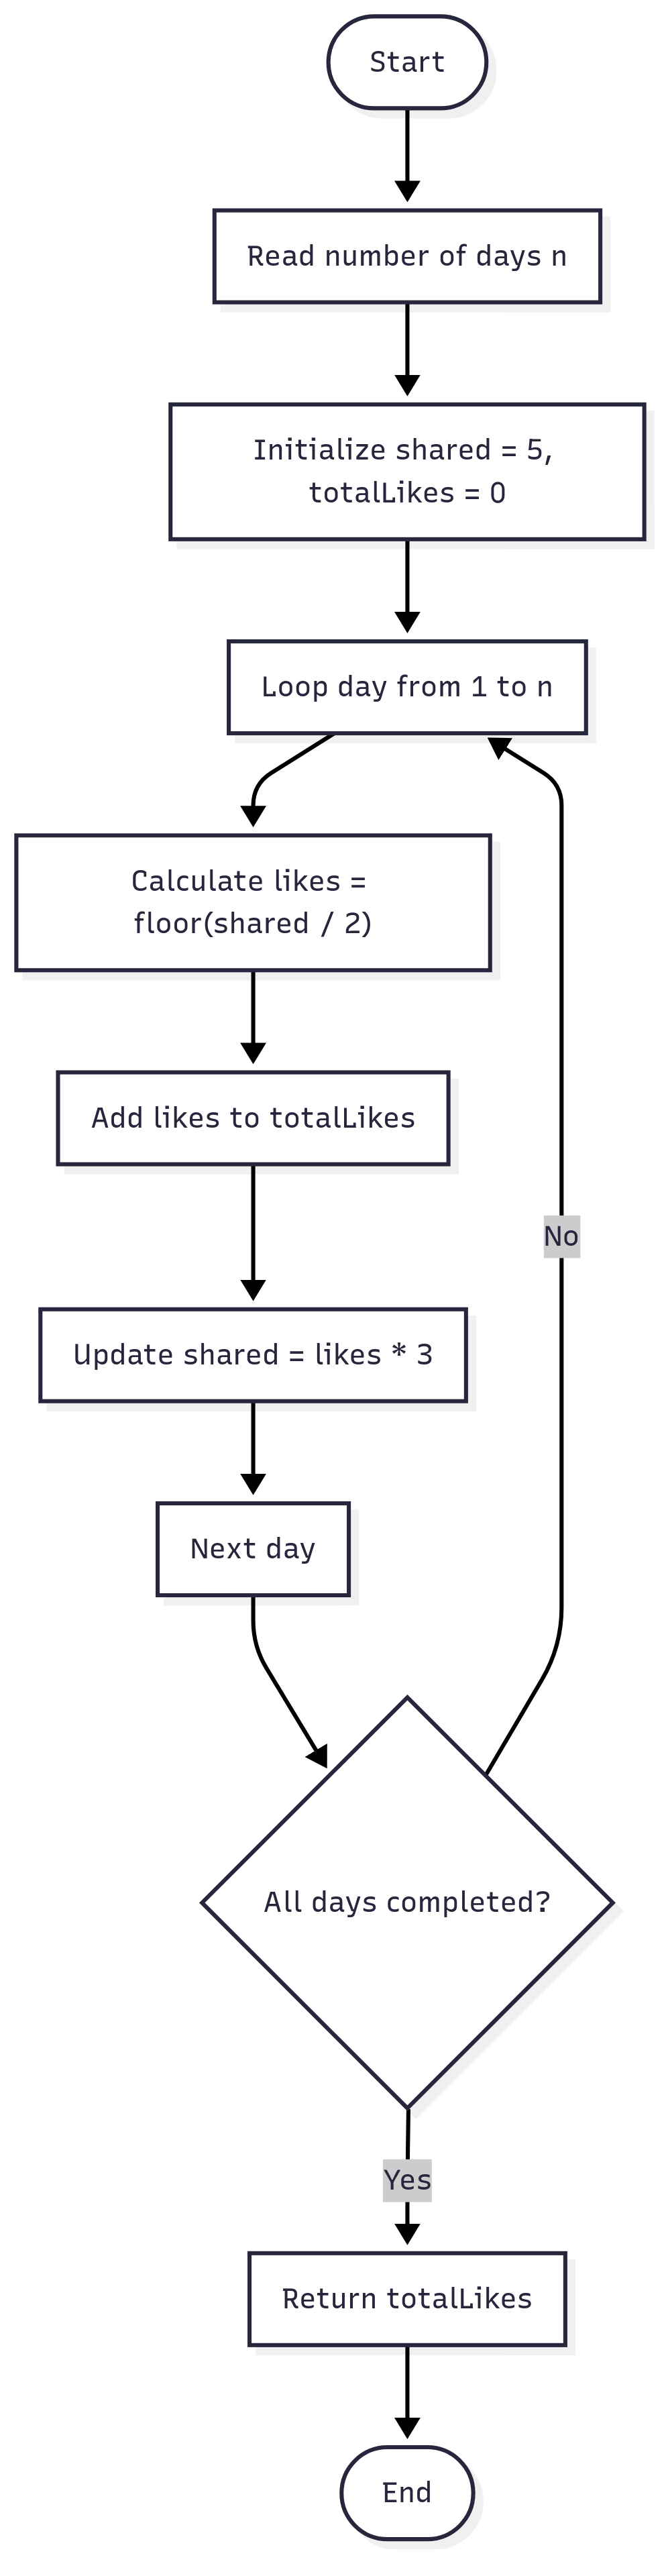 Start
Read number of days n
Initialize shared = 5,
totalLikes = 0
Loop day from 1 to n
Calculate likes =
floor(shared / 2)
Add likes to totalLikes
No
Update shared = likes * 3
Next day
All days completed?
Yes
Return totalLikes
End